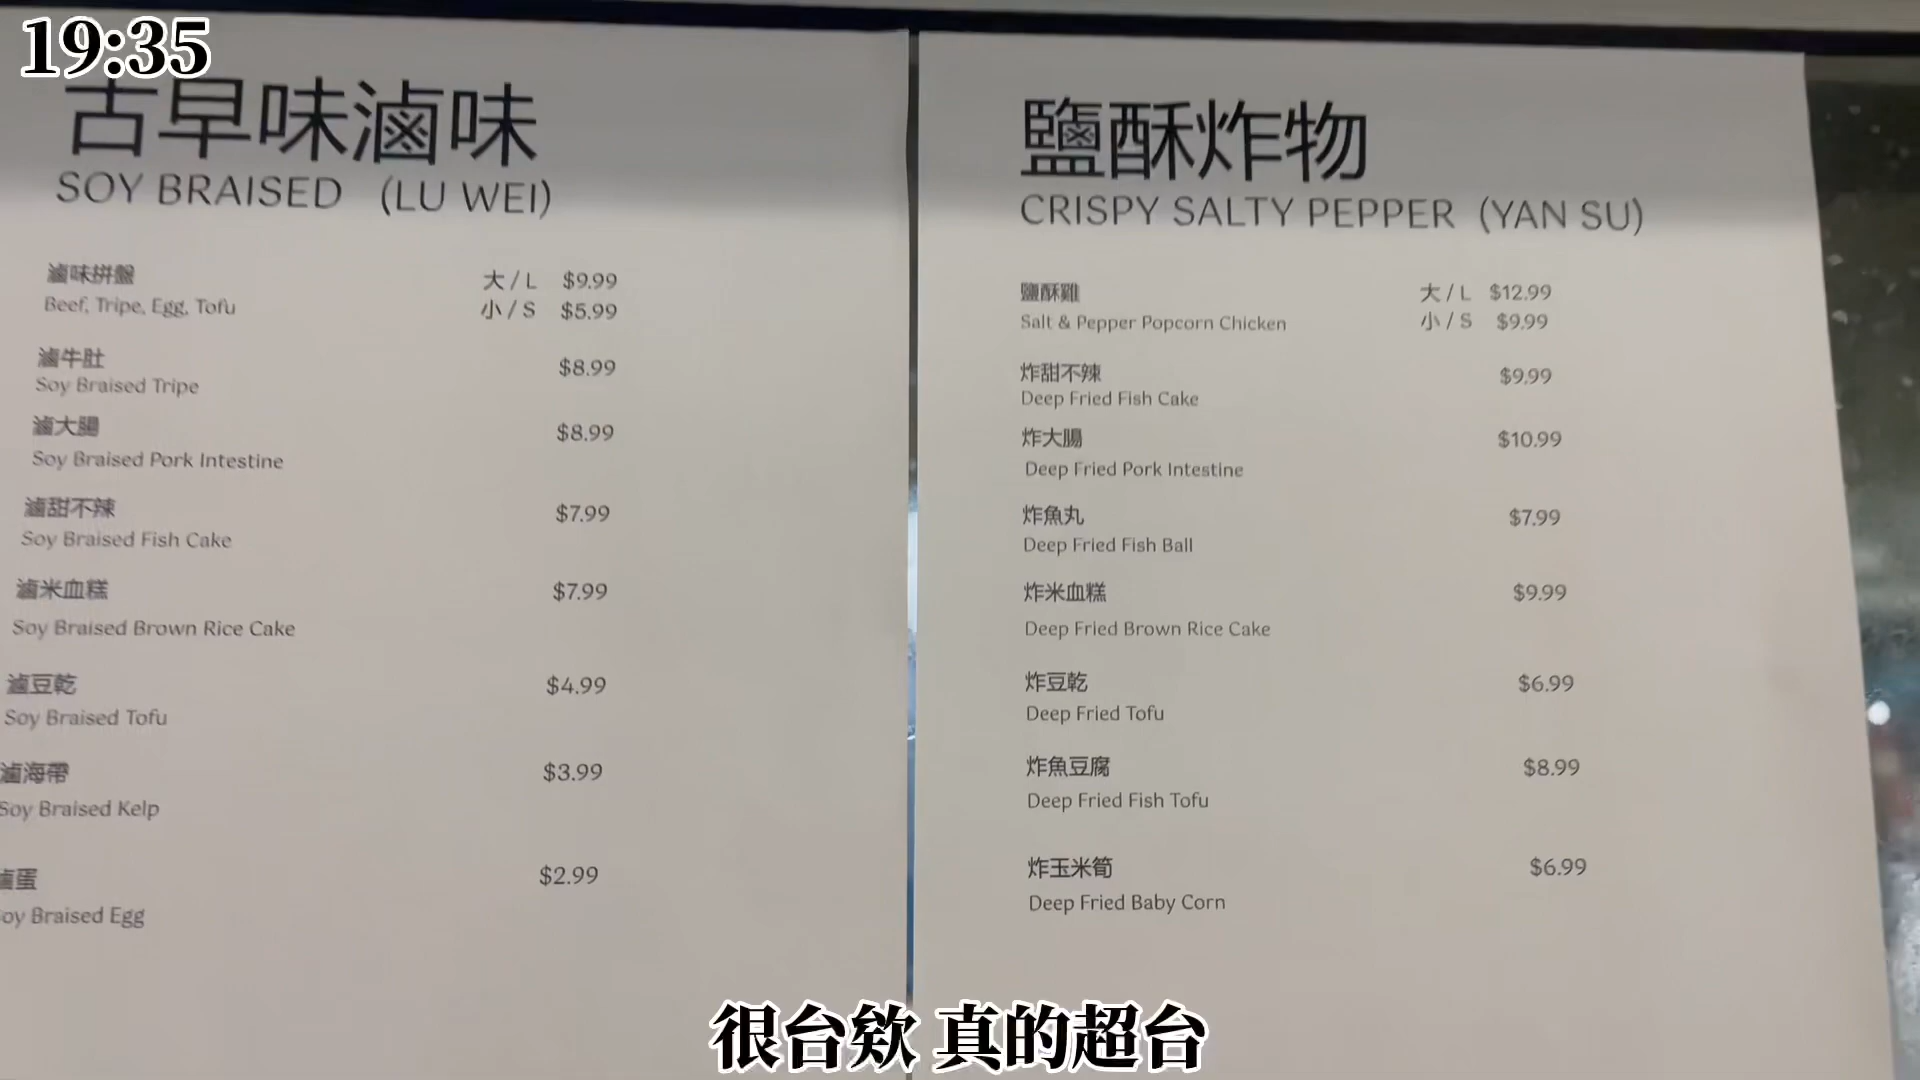 19:35
古早味滷味
SOY BRAISED (LU WEI)
滷味拼盤
Beef, Tripe, Egg, Tofu
大 / L $9.99
小 / S $5.99
滷牛肚
Soy Braised Tripe
$8.99
滷大腸
Soy Braised Pork Intestine
$8.99
滷甜不辣
Soy Braised Fish Cake
$7.99
滷米血糕
Soy Braised Brown Rice Cake
$7.99
滷豆乾
Soy Braised Tofu
$4.99
滷海帶
Soy Braised Kelp
$3.99
滷蛋
oy Braised Egg
$2.99
鹽酥炸物
CRISPY SALTY PEPPER (YAN SU)
鹽酥雞
Salt & Pepper Popcorn Chicken
大 / L $12.99
小 / S $9.99
炸甜不辣
Deep Fried Fish Cake
$9.99
炸大腸
Deep Fried Pork Intestine
$10.99
炸魚丸
Deep Fried Fish Ball
$7.99
炸米血糕
Deep Fried Brown Rice Cake
$9.99
炸豆乾
Deep Fried Tofu
$6.99
炸魚豆腐
Deep Fried Fish Tofu
$8.99
炸玉米筍
Deep Fried Baby Corn
$6.99
很台欸 真的超台